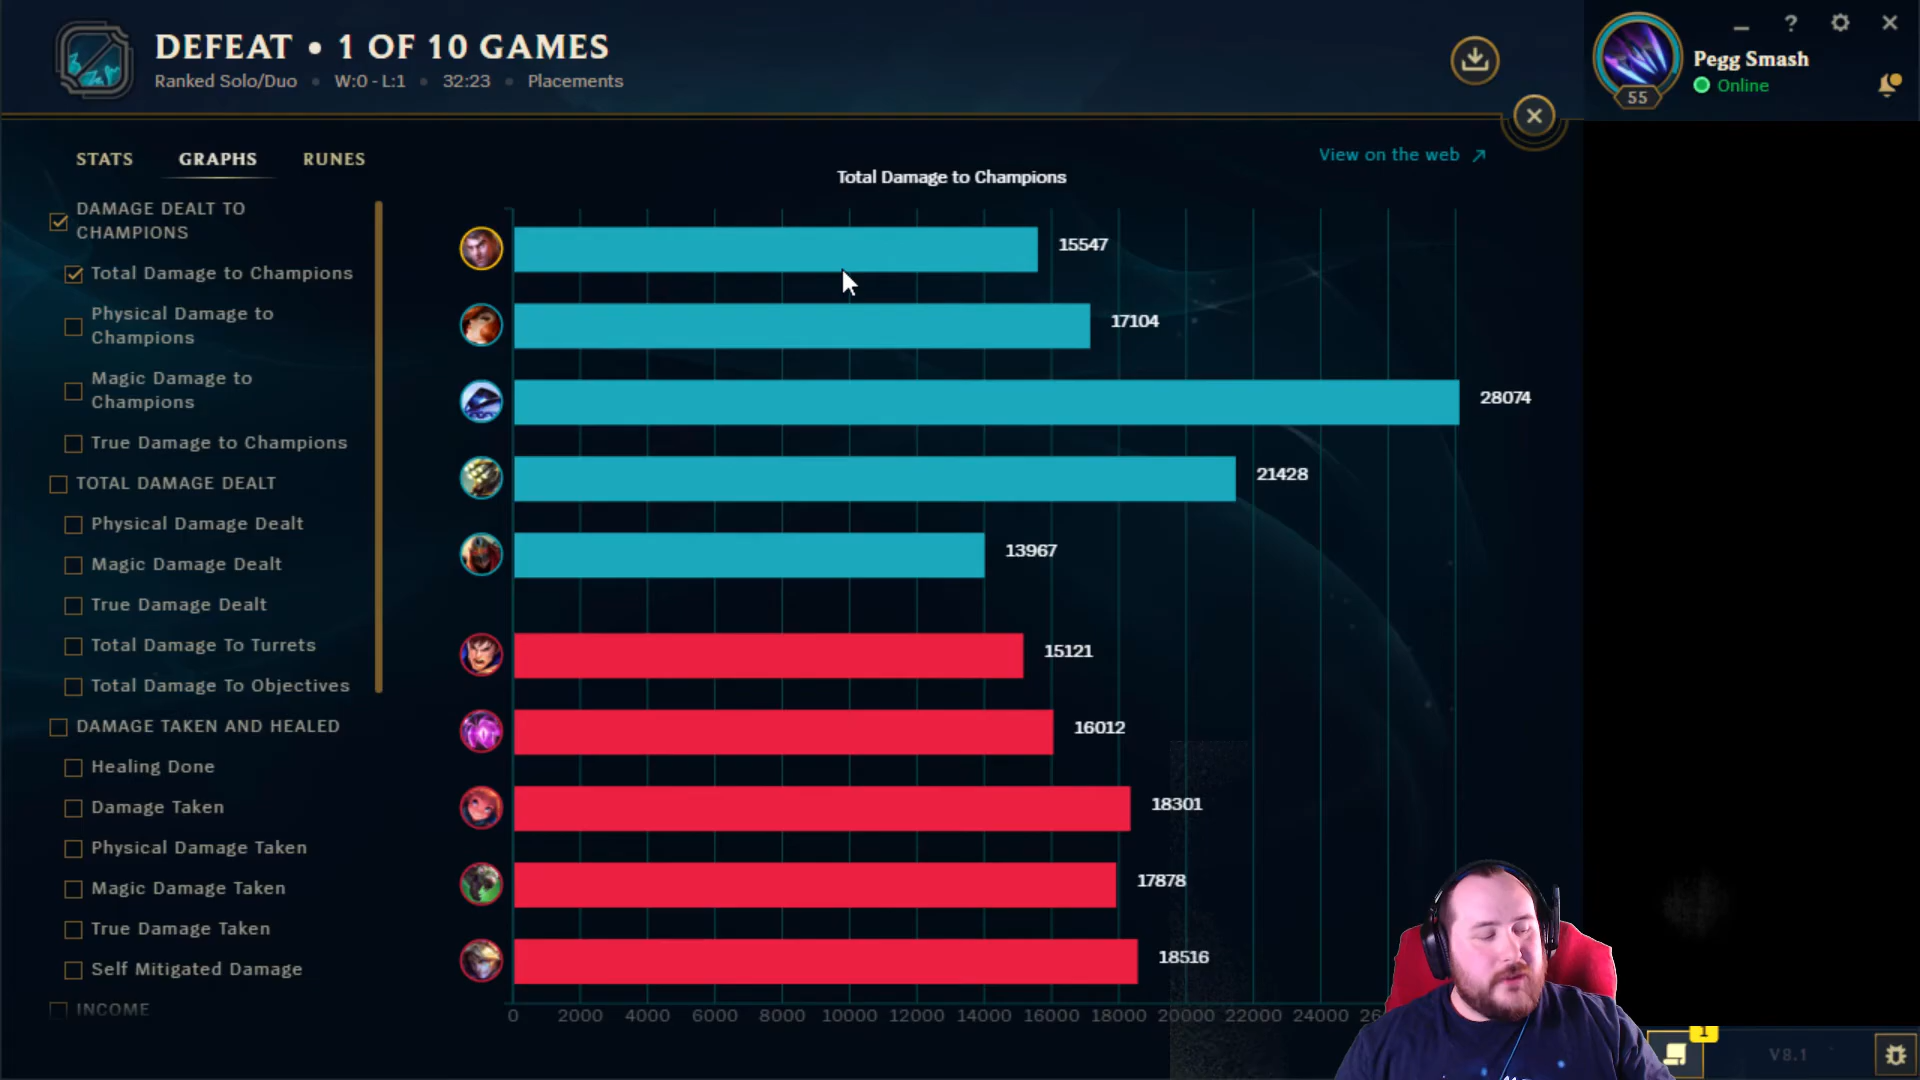 DEFEAT • 1 OF 10 GAMES
Ranked Solo/Duo • W:0 - L:1 • 32:23 • Placements
Pegg Smash
Online
55
?
STATS GRAPHS RUNES
View on the web
Total Damage to Champions
DAMAGE DEALT TO
CHAMPIONS
Total Damage to Champions
Physical Damage to
Champions
Magic Damage to
Champions
True Damage to Champions
TOTAL DAMAGE DEALT
Physical Damage Dealt
Magic Damage Dealt
True Damage Dealt
Total Damage To Turrets
Total Damage To Objectives
DAMAGE TAKEN AND HEALED
Healing Done
Damage Taken
Physical Damage Taken
Magic Damage Taken
True Damage Taken
Self Mitigated Damage
INCOME
15547
17104
28074
21428
13967
15121
16012
18301
17878
18516
0 2000 4000 6000 8000 10000 12000 14000 16000 18000 20000 22000 24000
1
V8.1